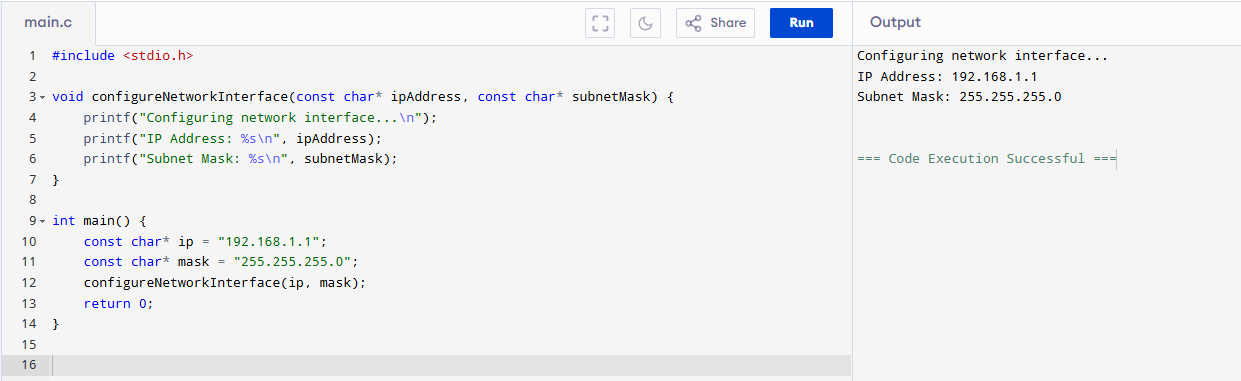 main.c
Share
Run
Output
1 #include <stdio.h>
2
3 void configureNetworkInterface(const char* ipAddress, const char* subnetMask) {
4     printf("Configuring network interface...\n");
5     printf("IP Address: %s\n", ipAddress);
6     printf("Subnet Mask: %s\n", subnetMask);
7 }
8
9 int main() {
10     const char* ip = "192.168.1.1";
11     const char* mask = "255.255.255.0";
12     configureNetworkInterface(ip, mask);
13     return 0;
14 }
15
16
Configuring network interface...
IP Address: 192.168.1.1
Subnet Mask: 255.255.255.0
=== Code Execution Successful ===